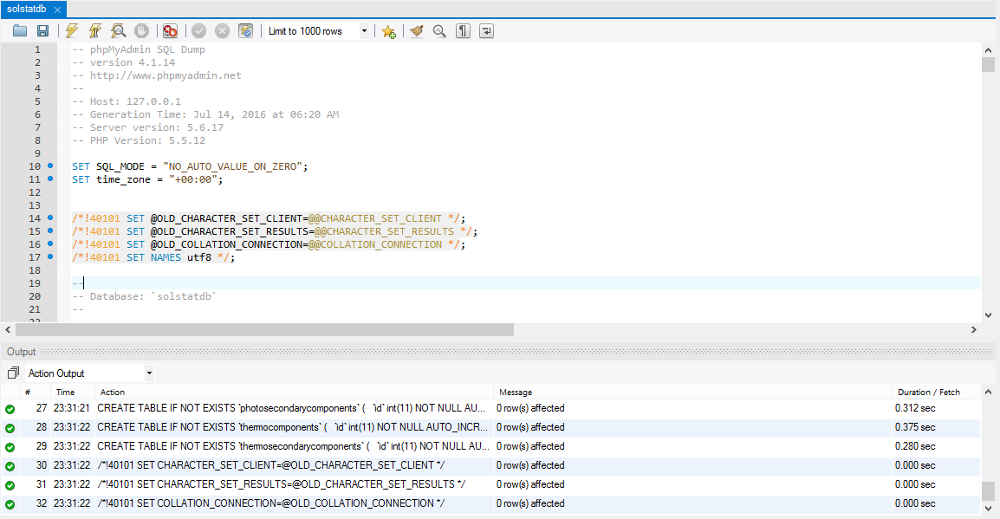 solstatdb
Limit to 1000 rows
1 -- phpMyAdmin SQL Dump
2 -- version 4.1.14
3 -- http://www.phpmyadmin.net
4 --
5 -- Host: 127.0.0.1
6 -- Generation Time: Jul 14, 2016 at 06:20 AM
7 -- Server version: 5.6.17
8 -- PHP Version: 5.5.12
9
10 SET SQL_MODE = "NO_AUTO_VALUE_ON_ZERO";
11 SET time_zone = "+00:00";
12
13
14 /*!40101 SET @OLD_CHARACTER_SET_CLIENT=@@CHARACTER_SET_CLIENT */;
15 /*!40101 SET @OLD_CHARACTER_SET_RESULTS=@@CHARACTER_SET_RESULTS */;
16 /*!40101 SET @OLD_COLLATION_CONNECTION=@@COLLATION_CONNECTION */;
17 /*!40101 SET NAMES utf8 */;
18
19 --
20 -- Database: `solstatdb`
21 --
22
Output
Action Output
# Time Action Message Duration / Fetch
27 23:31:21 CREATE TABLE IF NOT EXISTS `photosecondarycomponents` ( `id` int(11) NOT NULL AU... 0 row(s) affected 0.312 sec
28 23:31:22 CREATE TABLE IF NOT EXISTS `thermocomponents` ( `id` int(11) NOT NULL AUTO_INCR... 0 row(s) affected 0.375 sec
29 23:31:22 CREATE TABLE IF NOT EXISTS `thermosecondarycomponents` ( `id` int(11) NOT NULL AU... 0 row(s) affected 0.280 sec
30 23:31:22 /*!40101 SET CHARACTER_SET_CLIENT=@OLD_CHARACTER_SET_CLIENT */ 0 row(s) affected 0.000 sec
31 23:31:22 /*!40101 SET CHARACTER_SET_RESULTS=@OLD_CHARACTER_SET_RESULTS */ 0 row(s) affected 0.000 sec
32 23:31:22 /*!40101 SET COLLATION_CONNECTION=@OLD_COLLATION_CONNECTION */ 0 row(s) affected 0.000 sec